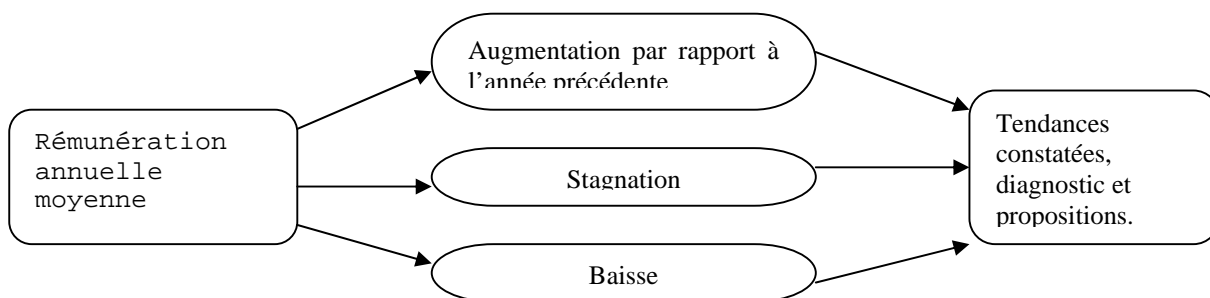 Augmentation par rapport à
l'année précédente
Rémunération
annuelle
moyenne
Stagnation
Baisse
Tendances
constatées,
diagnostic et
propositions.